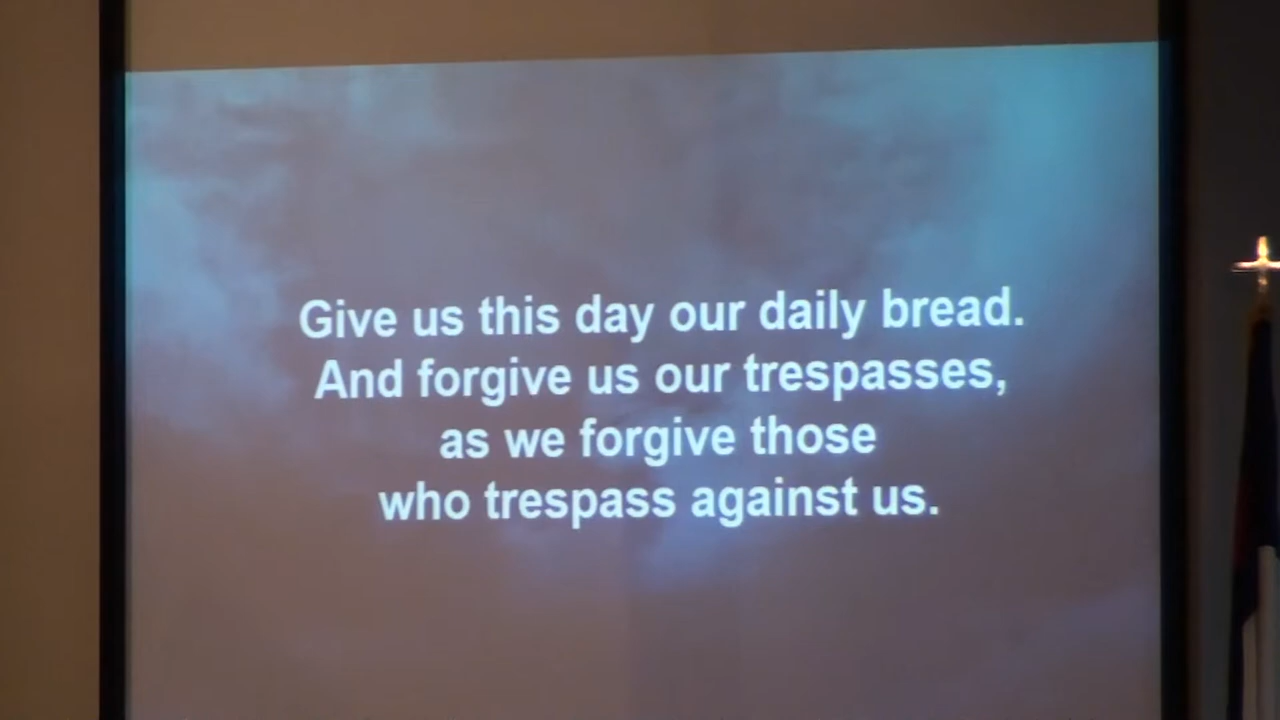 Give us this day our daily bread.
And forgive us our trespasses,
as we forgive those
who trespass against us.